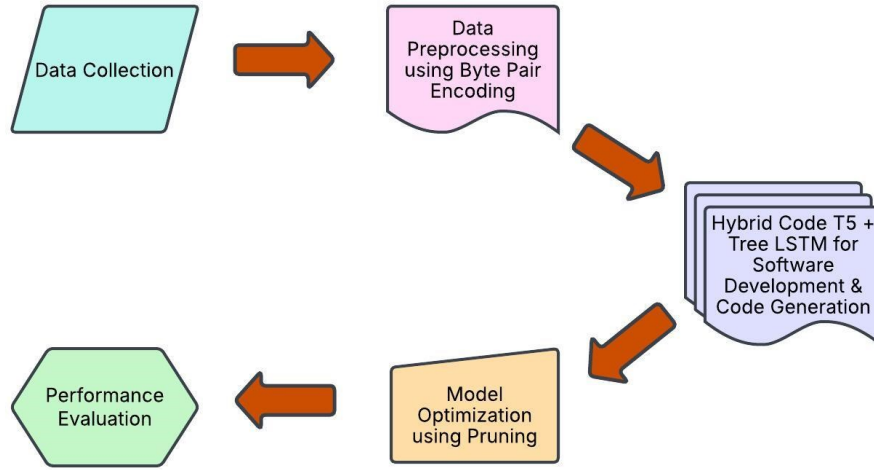 Data Collection
Data
Preprocessing
using Byte Pair
Encoding
Hybrid Code T5 +
Tree LSTM for
Software
Development &
Code Generation
Model
Optimization
using Pruning
Performance
Evaluation